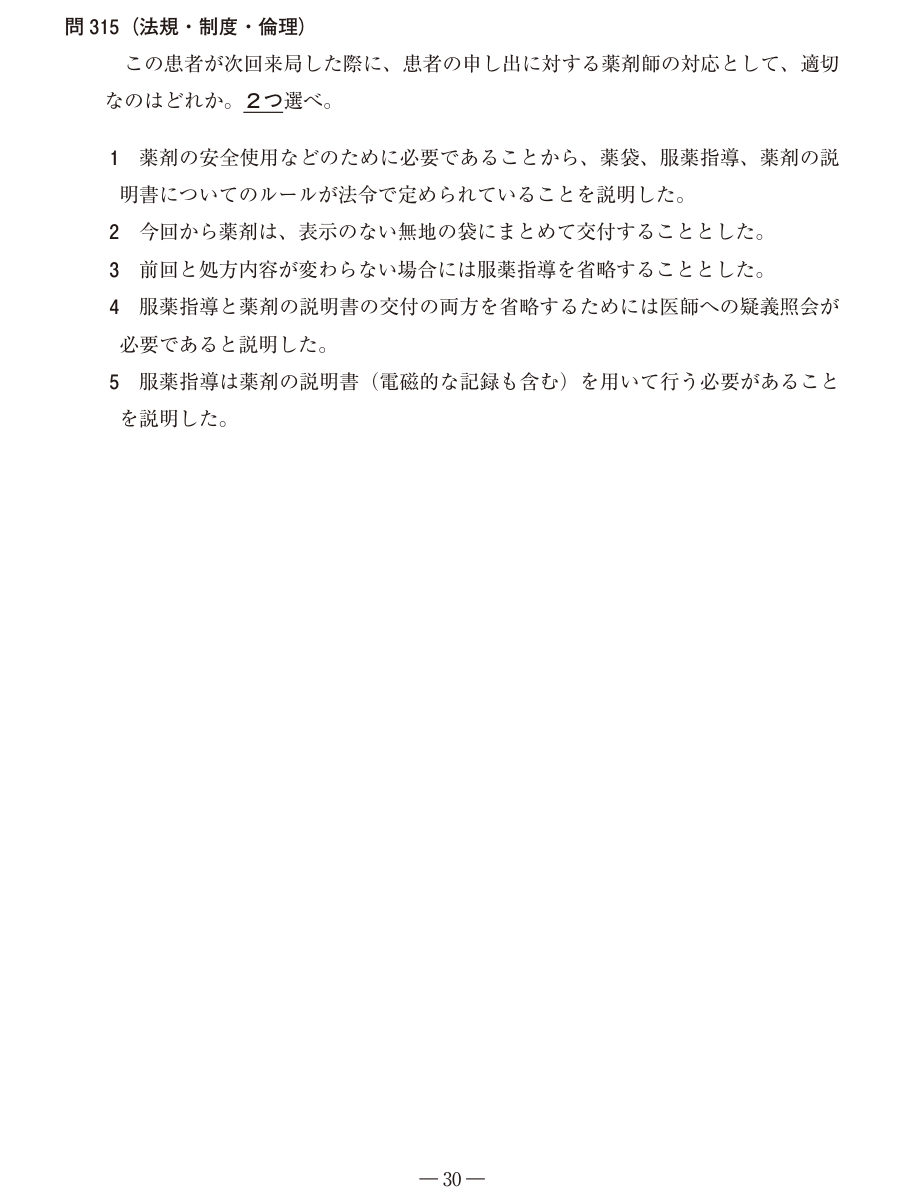 問 315（法規・制度・倫理）
この患者が次回来局した際に、患者の申し出に対する薬剤師の対応として、適切
なのはどれか。２つ選べ。
1　薬剤の安全使用などのために必要であることから、薬袋、服薬指導、薬剤の説
明書についてのルールが法令で定められていることを説明した。
2　今回から薬剤は、表示のない無地の袋にまとめて交付することとした。
3　前回と処方内容が変わらない場合には服薬指導を省略することとした。
4　服薬指導と薬剤の説明書の交付の両方を省略するためには医師への疑義照会が
必要であると説明した。
5　服薬指導は薬剤の説明書（電磁的な記録も含む）を用いて行う必要があること
を説明した。
― 30 ―